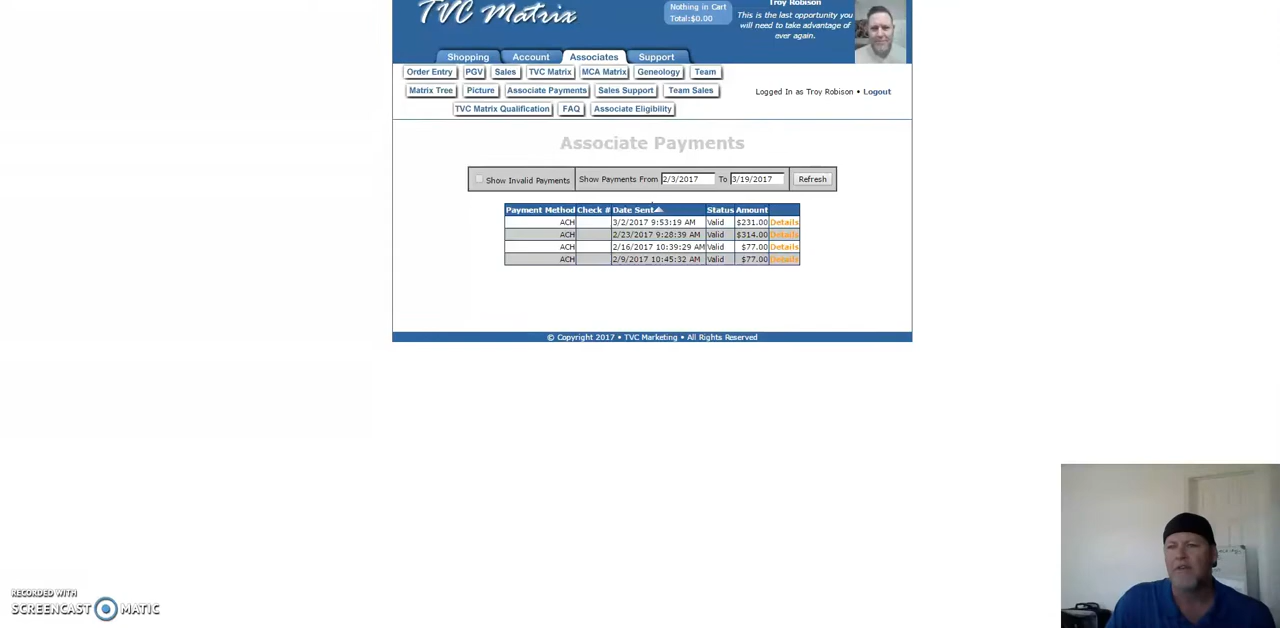 TVC Matrix
Nothing in Cart
Total:$0.00
Troy Robison
This is the last opportunity you
will need to take advantage of
ever again.
Shopping Account Associates Support
Order Entry PGV Sales TVC Matrix MCA Matrix Geneology Team
Matrix Tree Picture Associate Payments Sales Support Team Sales
Logged In as Troy Robison • Logout
TVC Matrix Qualification FAQ Associate Eligibility
Associate Payments
Show Invalid Payments Show Payments From 2/3/2017 To 3/19/2017 Refresh
Payment Method Check # Date Sent Status Amount
ACH 3/2/2017 9:53:19 AM Valid $231.00 Details
ACH 2/23/2017 9:28:39 AM Valid $314.00 Details
ACH 2/16/2017 10:39:29 AM Valid $77.00 Details
ACH 2/9/2017 10:45:32 AM Valid $77.00 Details
© Copyright 2017 • TVC Marketing • All Rights Reserved
RECORDED WITH
SCREENCAST MATIC